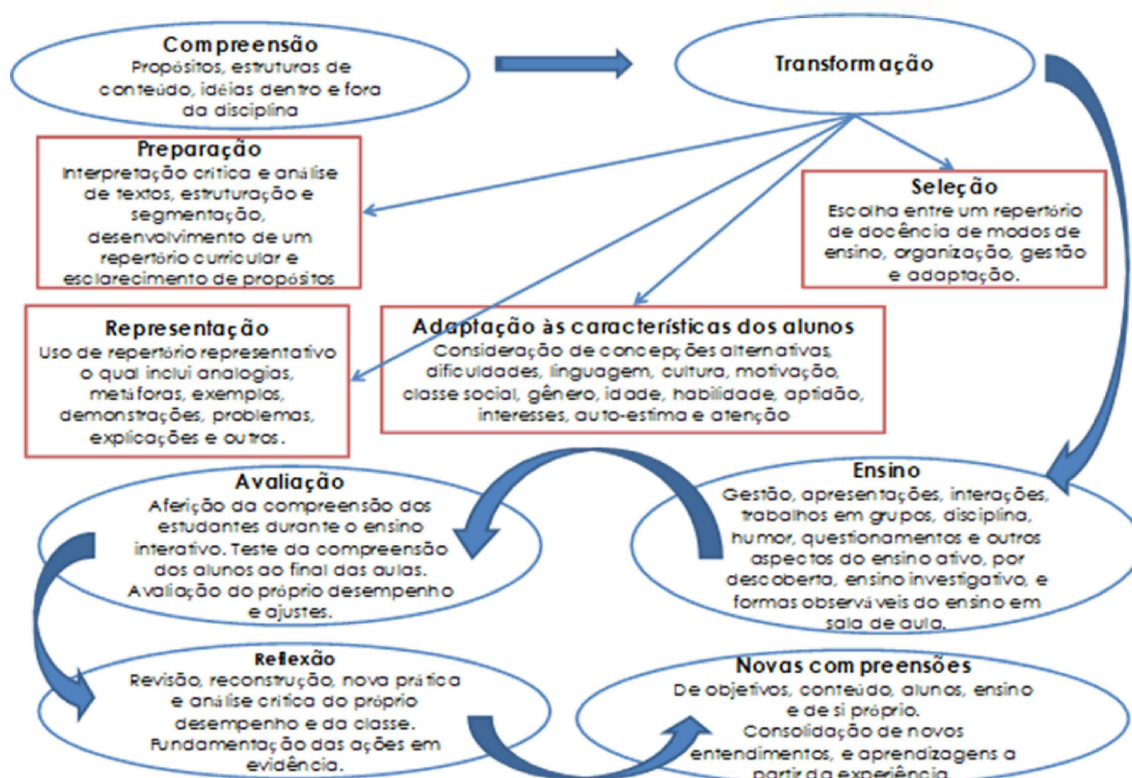 Compreensão
Propósitos, estruturas de
conteúdo, idéias dentro e fora
da disciplina
Transformação
Preparação
Interpretação crítica e análise
de textos, estruturação e
segmentação,
desenvolvimento de um
repertório curricular e
esclarecimento de propósitos
Seleção
Escolha entre um repertório
de docência de modos de
ensino, organização, gestão
e adaptação.
Representação
Uso de repertório representativo
o qual inclui analogias,
metáforas, exemplos,
demonstrações, problemas,
explicações e outros.
Adaptação às características dos alunos
Consideração de concepções alternativas,
dificuldades, linguagem, cultura, motivação,
classe social, gênero, idade, habilidade, aptidão,
interesses, auto-estima e atenção
Ensino
Gestão, apresentações, interações,
trabalhos em grupos, disciplina,
humor, questionamentos e outros
aspectos do ensino ativo, por
descoberta, ensino investigativo, e
formas observáveis do ensino em
sala de aula.
Avaliação
Aferição da compreensão dos
estudantes durante o ensino
interativo. Teste da compreensão
dos alunos ao final das aulas.
Avaliação do próprio desempenho
e ajustes.
Reflexão
Revisão, reconstrução, nova prática
e análise crítica do próprio
desempenho e da classe.
Fundamentação das ações em
evidência.
Novas compreensões
De objetivos, conteúdo, alunos, ensino
e de si próprio.
Consolidação de novos
entendimentos, e aprendizagens a
partir da experiência